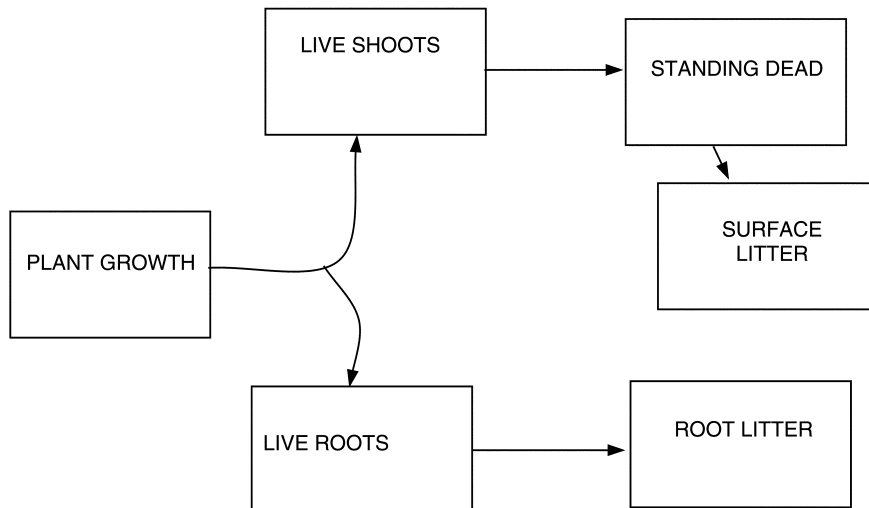 LIVE SHOOTS
STANDING DEAD
SURFACE
LITTER
PLANT GROWTH
LIVE ROOTS
ROOT LITTER